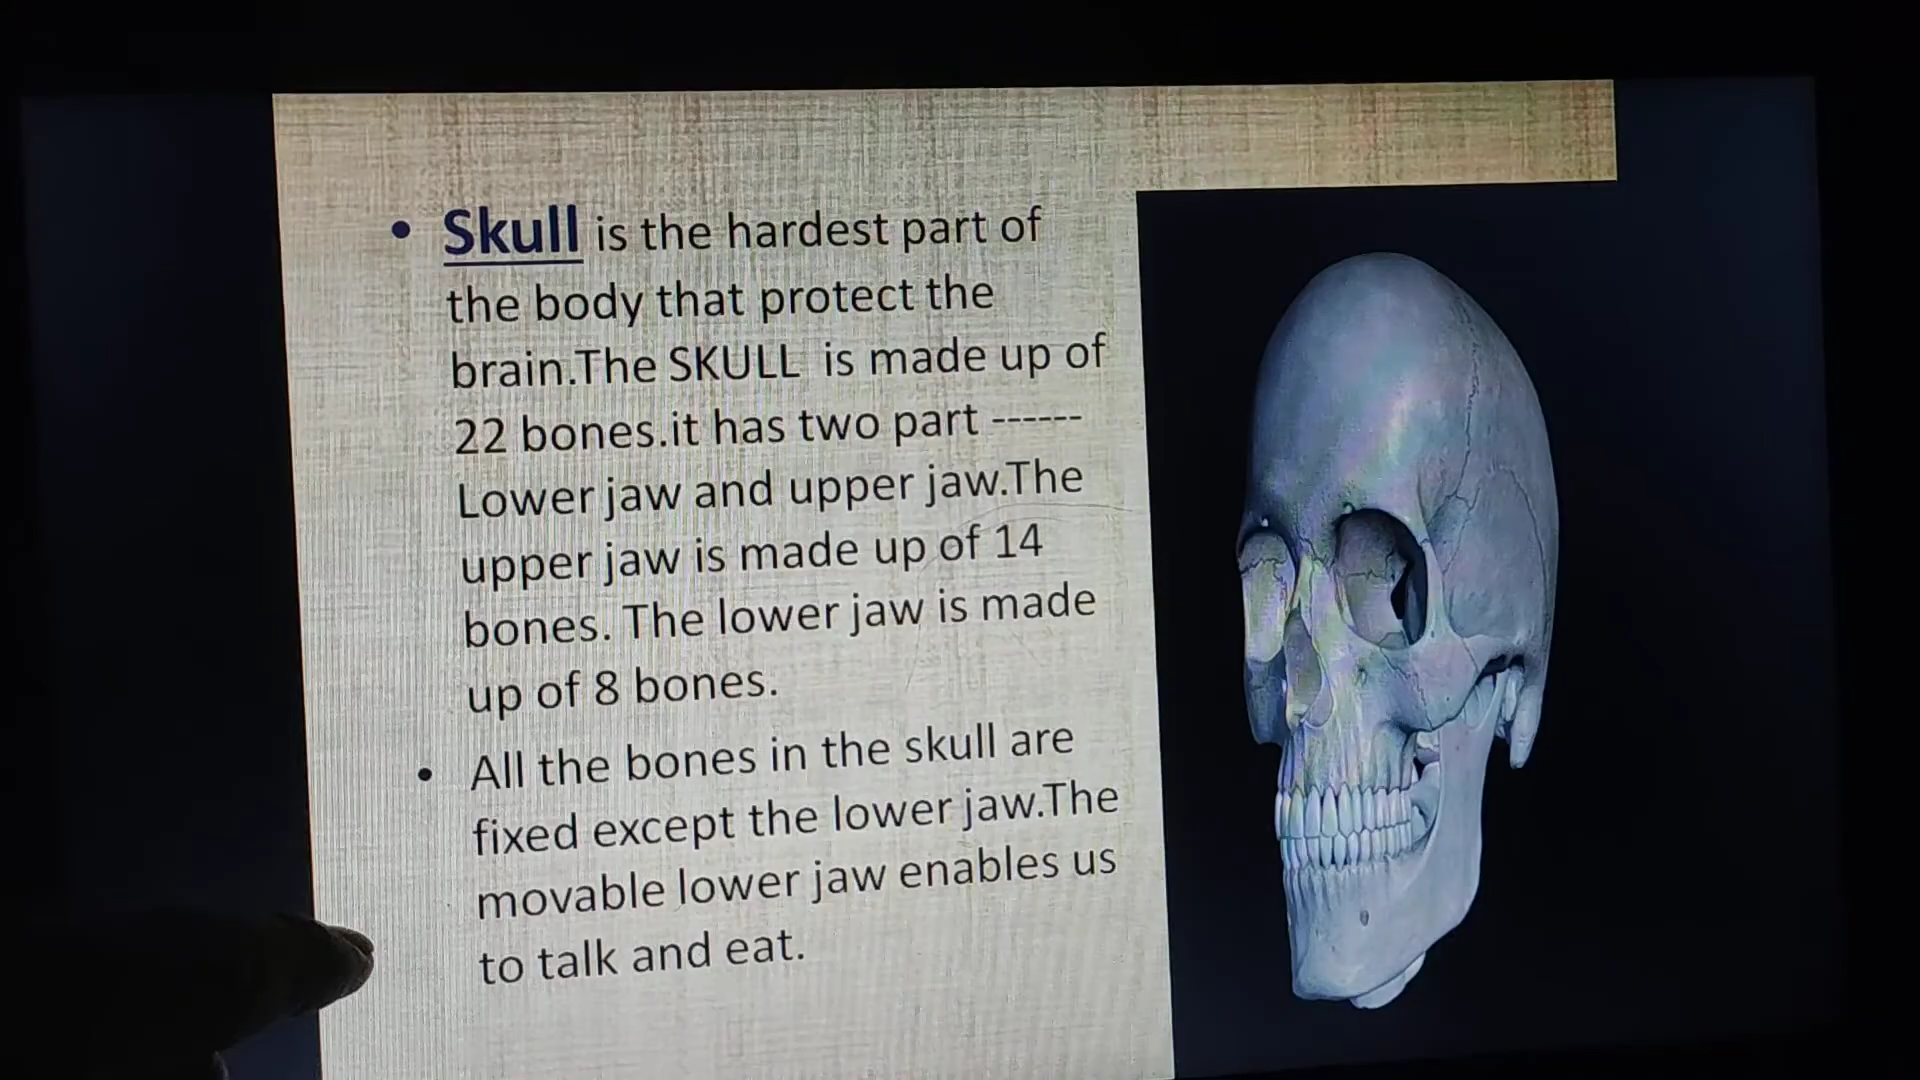 • Skull is the hardest part of
the body that protect the
brain.The SKULL is made up of
22 bones.it has two part ------
Lower jaw and upper jaw.The
upper jaw is made up of 14
bones. The lower jaw is made
up of 8 bones.
• All the bones in the skull are
fixed except the lower jaw.The
movable lower jaw enables us
to talk and eat.